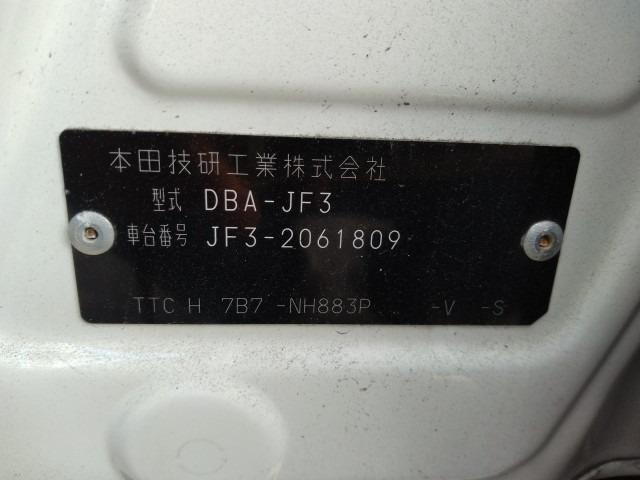 本田技研工業株式会社
型式 DBA-JF3
車台番号 JF3-2061809
TTC H 7B7 -NH883P -V -S